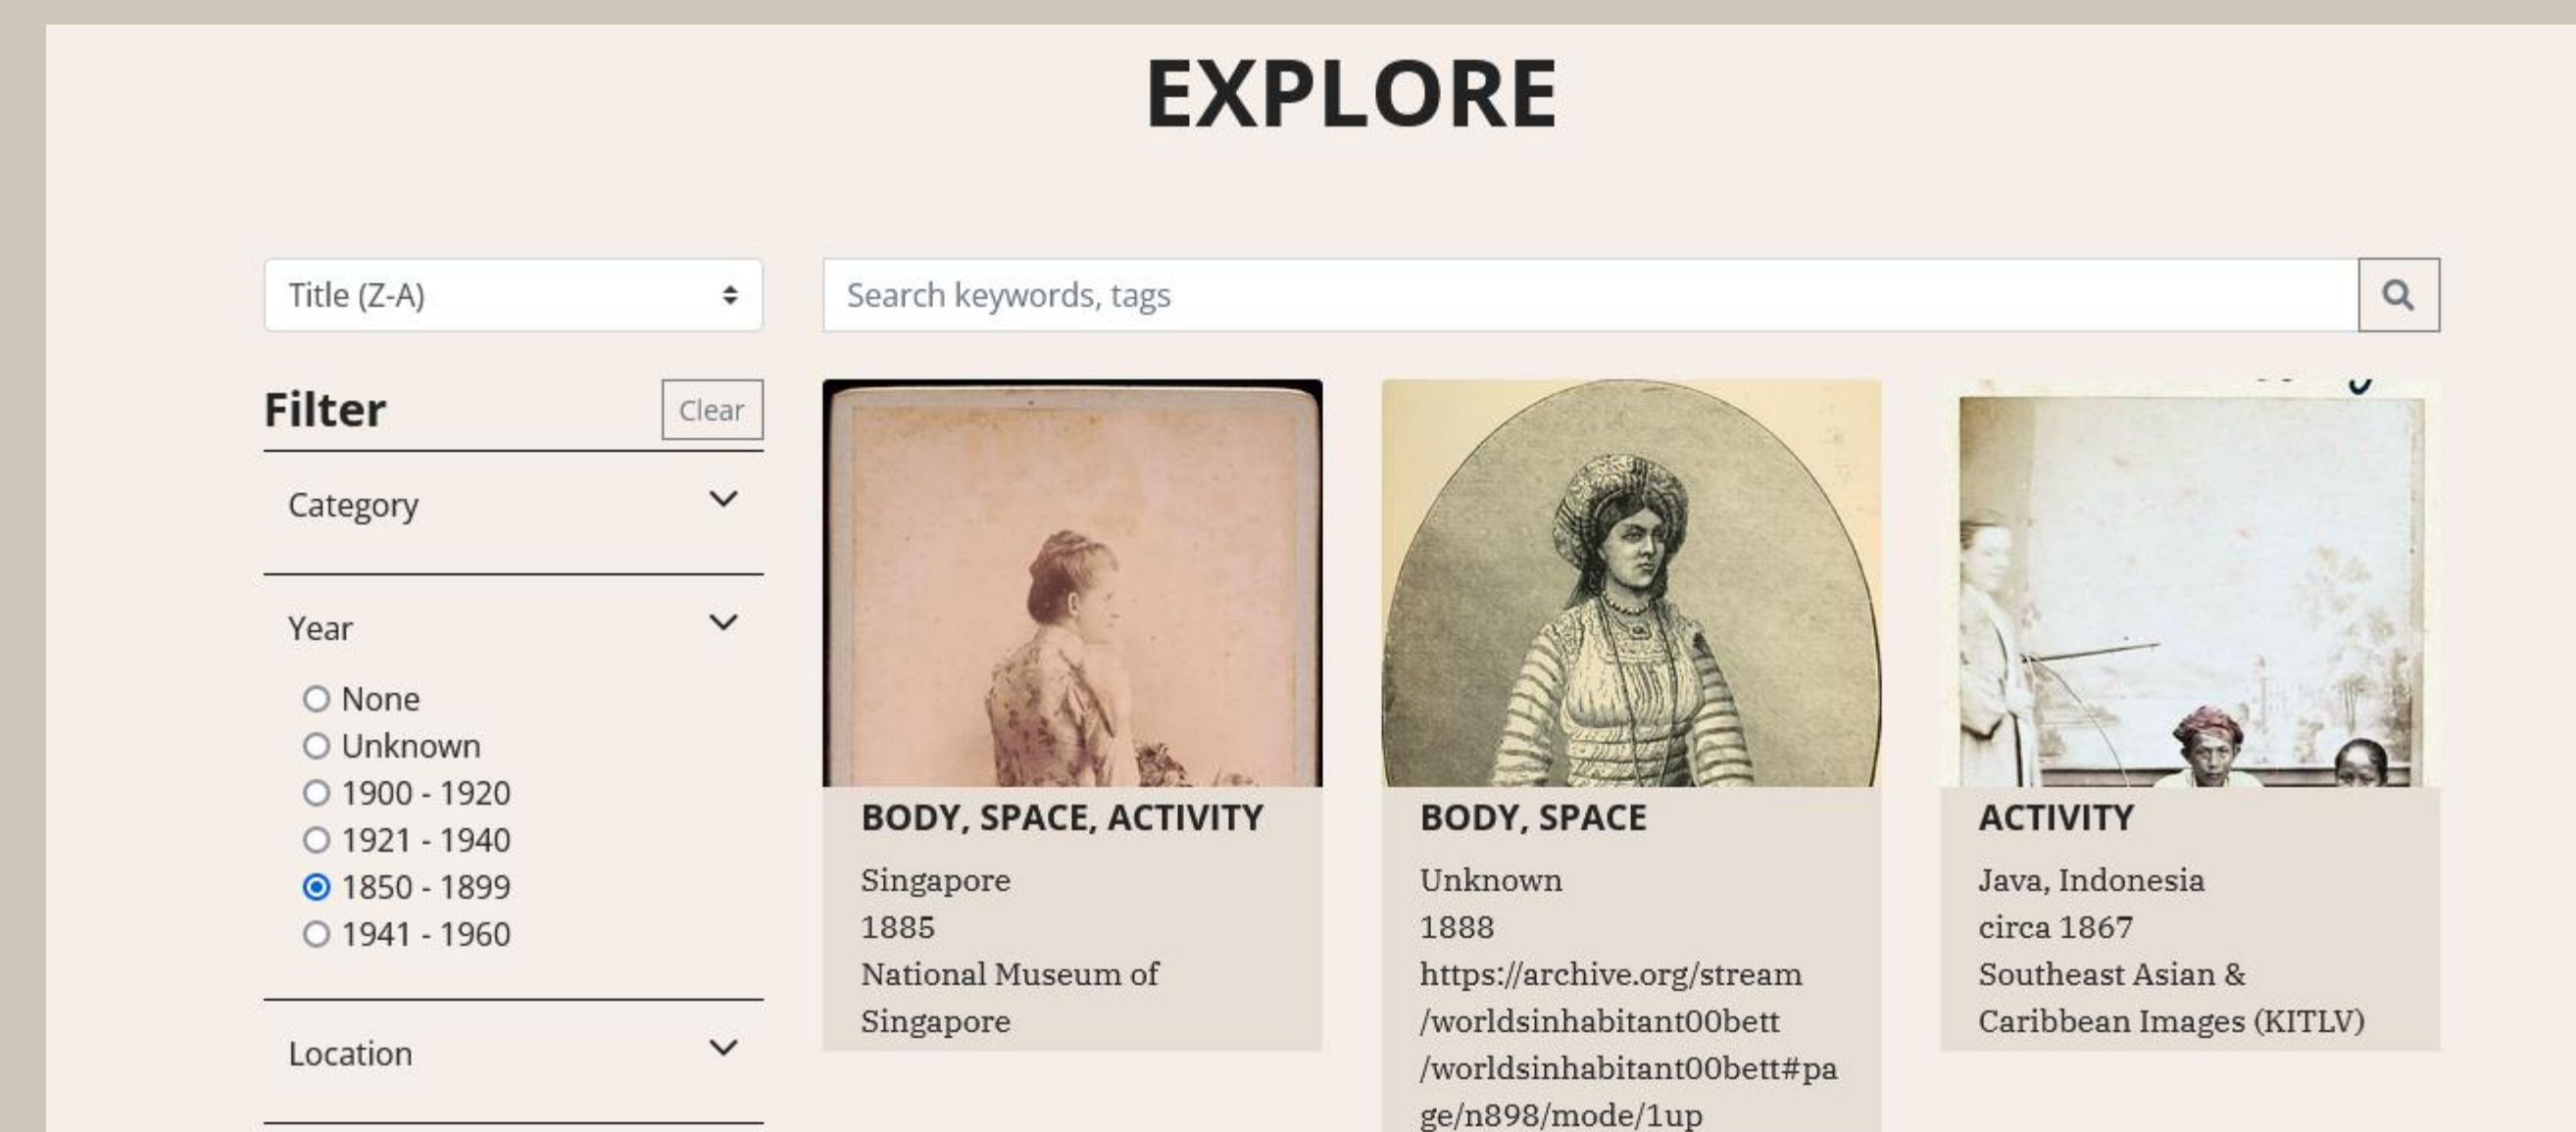 EXPLORE
Title (Z-A)
Search keywords, tags
Filter
Clear
Category
Year
None
Unknown
1900 - 1920
1921 - 1940
1850 - 1899
1941 - 1960
Location
BODY, SPACE, ACTIVITY
Singapore
1885
National Museum of
Singapore
BODY, SPACE
Unknown
1888
https://archive.org/stream
/worldsinhabitant00bett
/worldsinhabitant00bett#pa
ge/n898/mode/1up
ACTIVITY
Java, Indonesia
circa 1867
Southeast Asian &
Caribbean Images (KITLV)